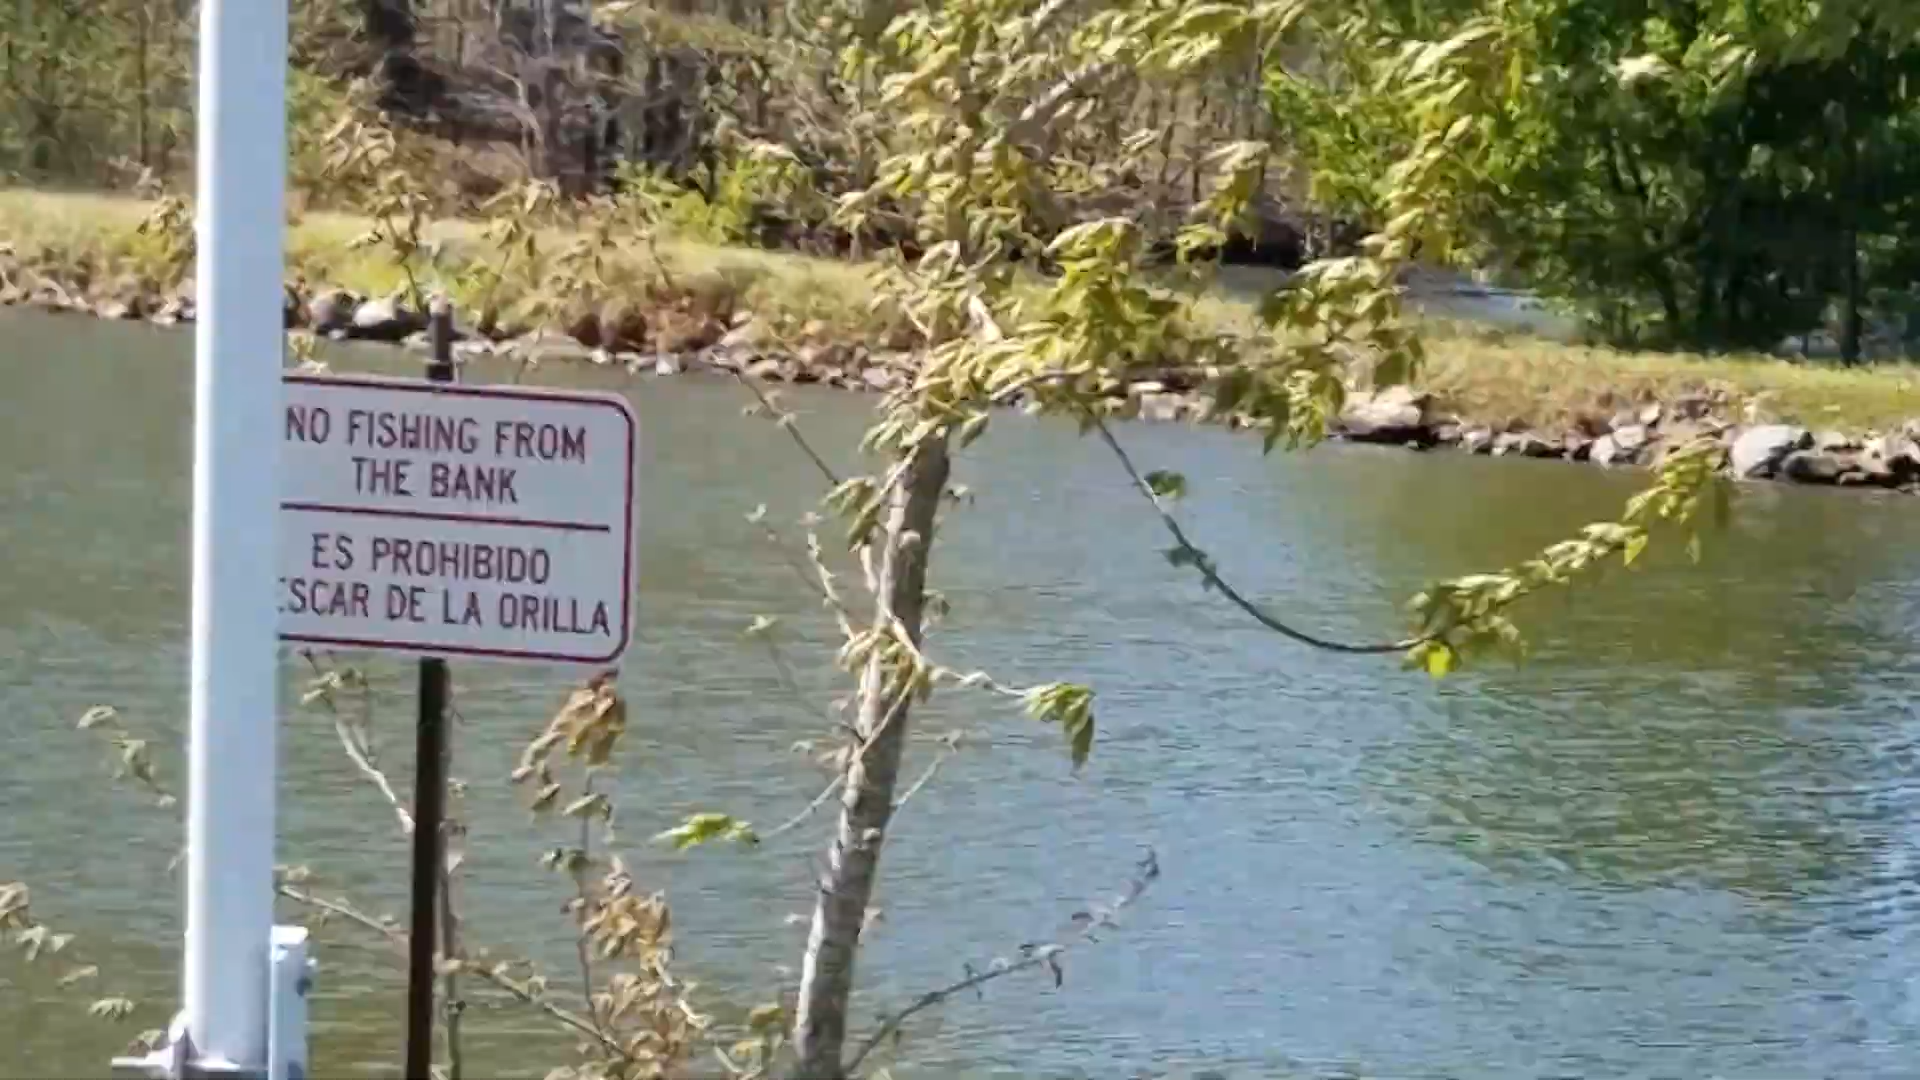 NO FISHING FROM
THE BANK
ES PROHIBIDO
ESCAR DE LA ORILLA